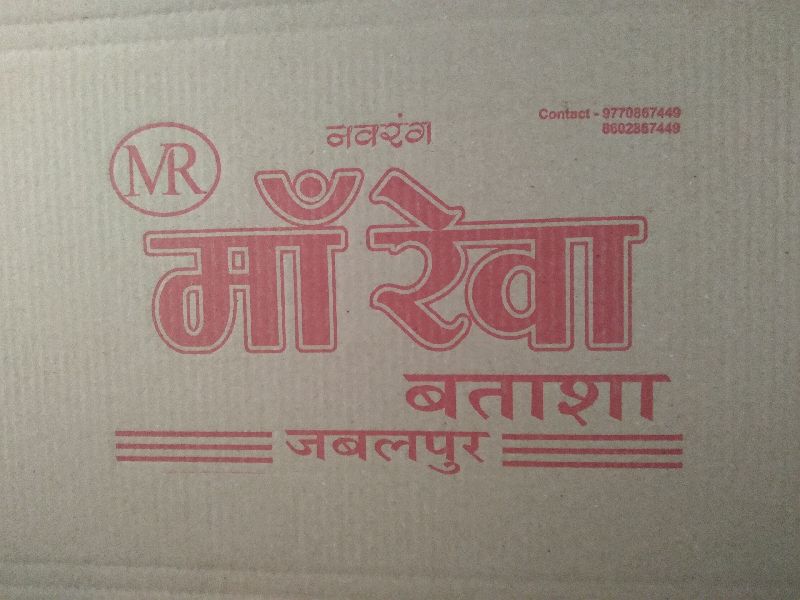 Contact - 9770867449
8602867449
नवरंग
MR
माँ रेवा
बताशा
जबलपुर